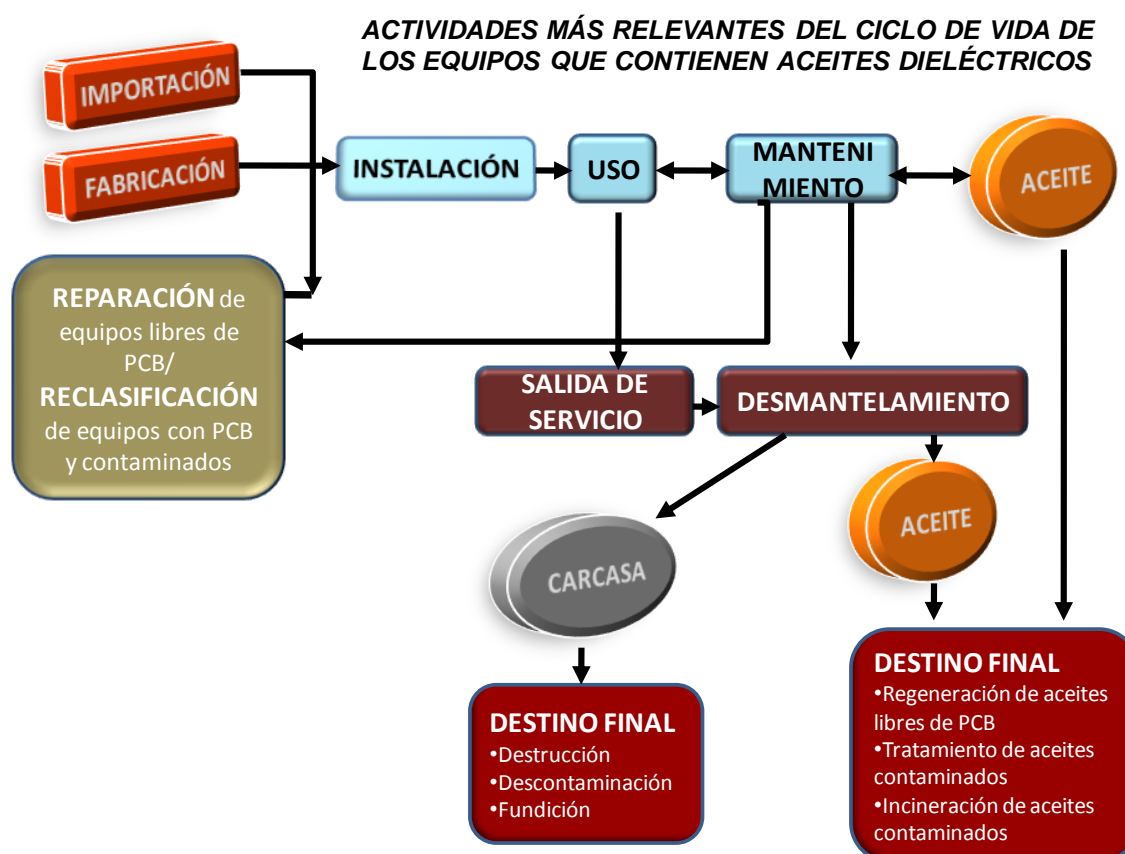 ACTIVIDADES MÁS RELEVANTES DEL CICLO DE VIDA DE
LOS EQUIPOS QUE CONTIENEN ACEITES DIELÉCTRICOS
IMPORTACIÓN
FABRICACIÓN
INSTALACIÓN
USO
MANTENI
MIENTO
ACEITE
REPARACIÓN de
equipos libres de
PCB/
RECLASIFICACIÓN
de equipos con PCB
y contaminados
SALIDA DE
SERVICIO
DESMANTELAMIENTO
CARCASA
ACEITE
DESTINO FINAL
•Destrucción
•Descontaminación
•Fundición
DESTINO FINAL
•Regeneración de aceites
libres de PCB
•Tratamiento de aceites
contaminados
•Incineración de aceites
contaminados